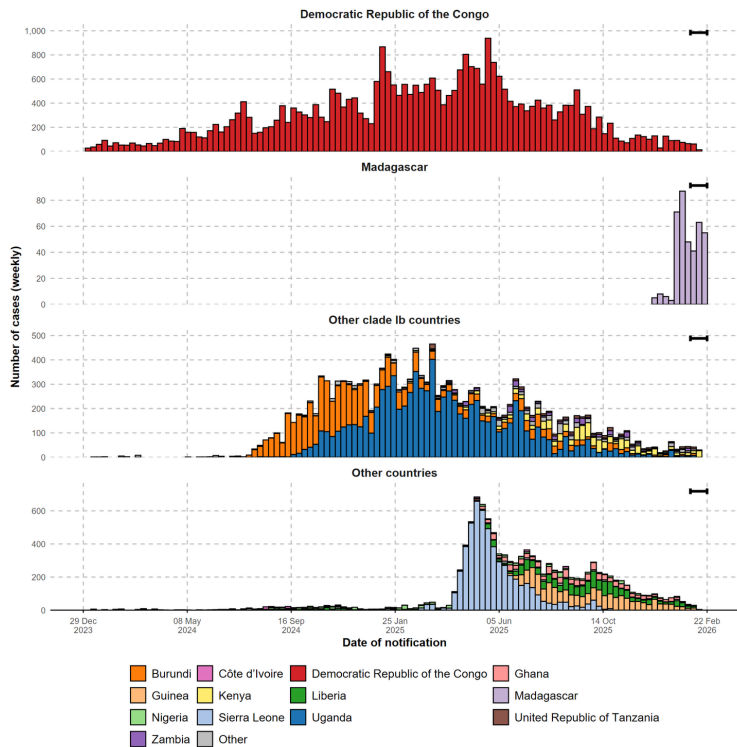 Democratic Republic of the Congo
1,000
800
600
400
200
0
Madagascar
80
60
40
20
0
Number of cases (weekly)
Other clade Ib countries
500
400
300
200
100
0
Other countries
600
400
200
0
29 Dec 2023
08 May 2024
16 Sep 2024
25 Jan 2025
05 Jun 2025
14 Oct 2025
22 Feb 2026
Date of notification
Burundi Côte d'Ivoire Democratic Republic of the Congo Ghana
Guinea Kenya Liberia Madagascar
Nigeria Sierra Leone Uganda United Republic of Tanzania
Zambia Other